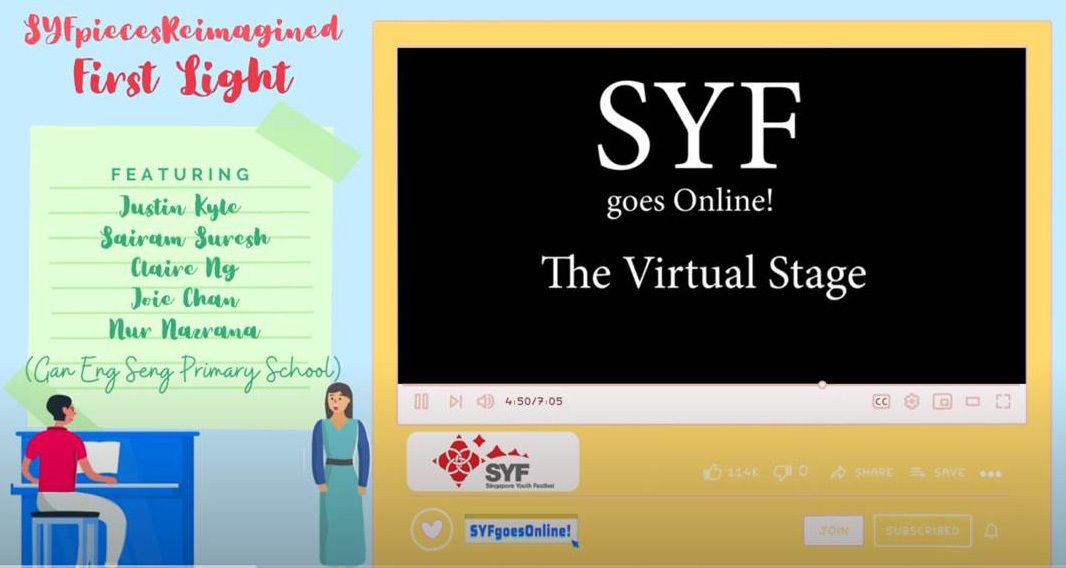 SYFpiecesReimagined
First Light
FEATURING
Justin Kyle
Sairam Suresh
Claire Ng
Joie Chan
Nur Nazrana
(Gan Eng Seng Primary School)
SYF
goes Online!
The Virtual Stage
4:50/7:05
CC
SYF
Singapore Youth Festival
114K
0
SHARE
SAVE
SYFgoesOnline!
JOIN
SUBSCRIBED